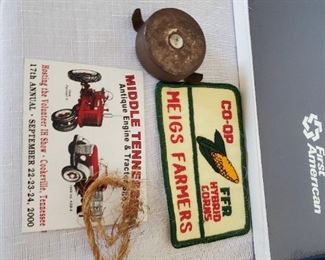 MIDDLE TENNESSEE
Antique Engine & Tractor
Hosting the Volunteer IH Show - Cookeville, Tennessee
17th ANNUAL - SEPTEMBER 22-23-24, 2000
CO-OP
FFR
HYBRID
CORNS
MEIGS FARMERS
First
American